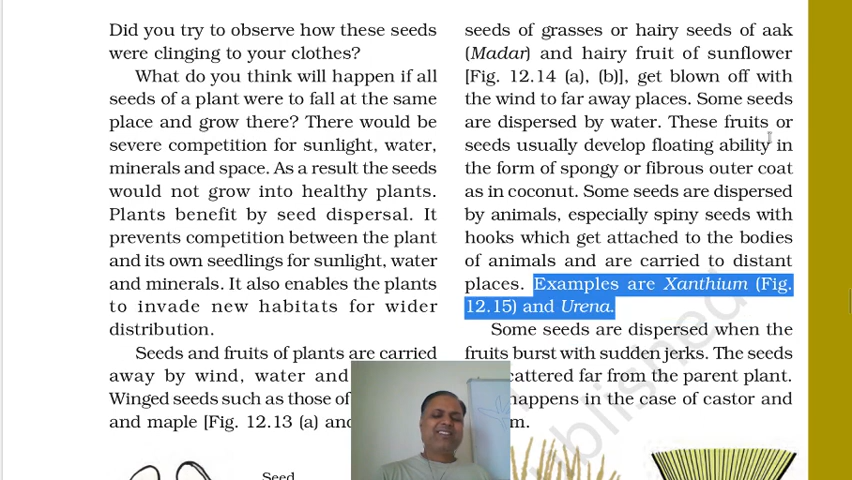 Did you try to observe how these seeds
were clinging to your clothes?
What do you think will happen if all
seeds of a plant were to fall at the same
place and grow there? There would be
severe competition for sunlight, water,
minerals and space. As a result the seeds
would not grow into healthy plants.
Plants benefit by seed dispersal. It
prevents competition between the plant
and its own seedlings for sunlight, water
and minerals. It also enables the plants
to invade new habitats for wider
distribution.
Seeds and fruits of plants are carried
away by wind, water and
Winged seeds such as those of
and maple [Fig. 12.13 (a) and
Seed
seeds of grasses or hairy seeds of aak
(Madar) and hairy fruit of sunflower
[Fig. 12.14 (a), (b)], get blown off with
the wind to far away places. Some seeds
are dispersed by water. These fruits or
seeds usually develop floating ability in
the form of spongy or fibrous outer coat
as in coconut. Some seeds are dispersed
by animals, especially spiny seeds with
hooks which get attached to the bodies
of animals and are carried to distant
places. Examples are Xanthium (Fig.
12.15) and Urena.
Some seeds are dispersed when the
fruits burst with sudden jerks. The seeds
scattered far from the parent plant.
happens in the case of castor and